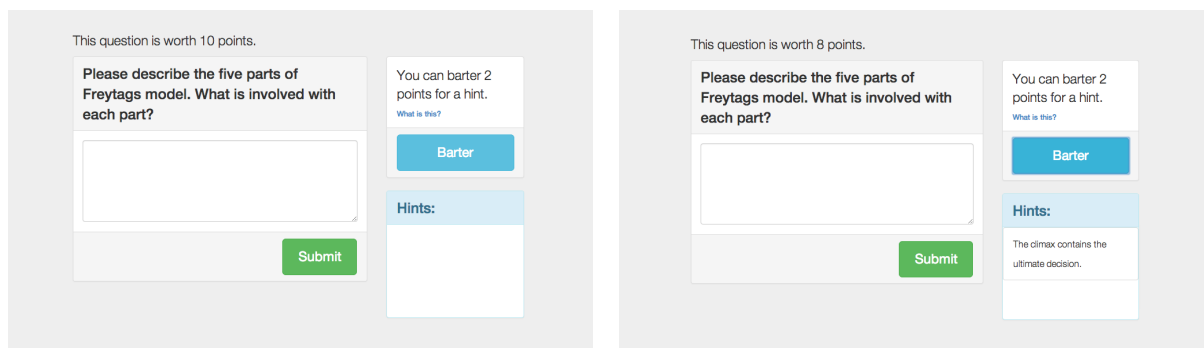 This question is worth 10 points.
Please describe the five parts of
Freytags model. What is involved with
each part?
Submit
You can barter 2
points for a hint.
What is this?
Barter
Hints:
This question is worth 8 points.
Please describe the five parts of
Freytags model. What is involved with
each part?
Submit
You can barter 2
points for a hint.
What is this?
Barter
Hints:
The climax contains the
ultimate decision.